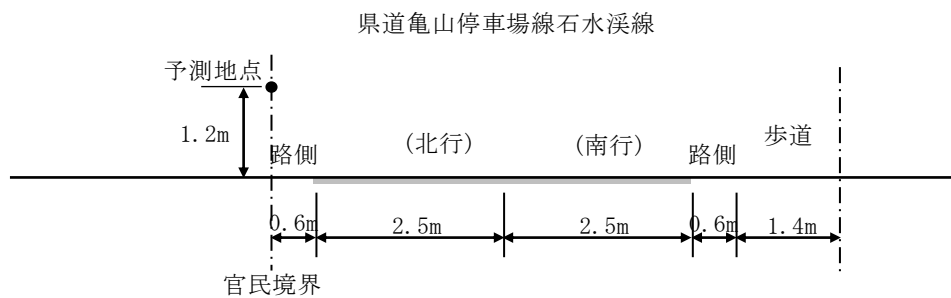 県道亀山停車場線石水渓線
予測地点
1.2m
路側
(北行)
(南行)
路側
歩道
0.6m
2.5m
2.5m
0.6m
1.4m
官民境界